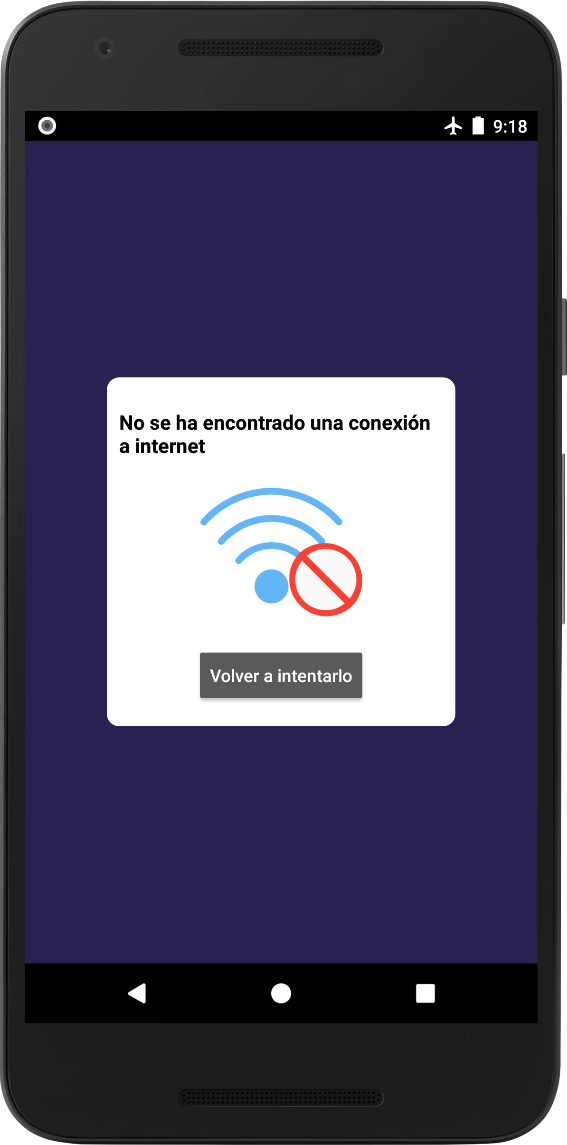 9:18
No se ha encontrado una conexión
a internet
Volver a intentarlo